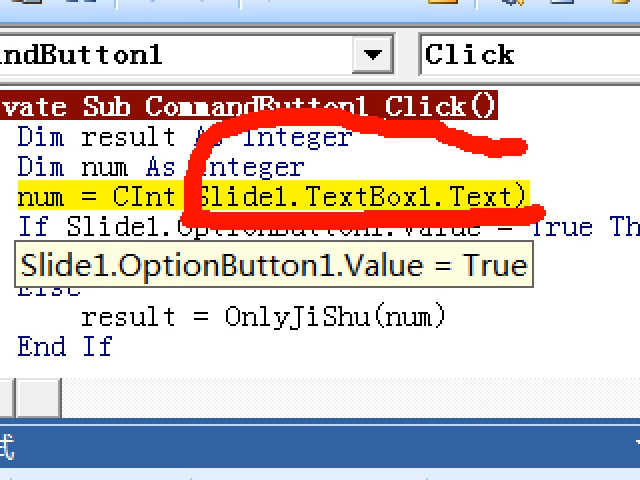 ndButton1 Click
vate Sub CommandButton1_Click()
Dim result As Integer
Dim num As Integer
num = CInt(Slide1.TextBox1.Text)
If Slide1.OptionButton1.Value = True Th
Slide1.OptionButton1.Value = True
Else
result = OnlyJiShu(num)
End If
式